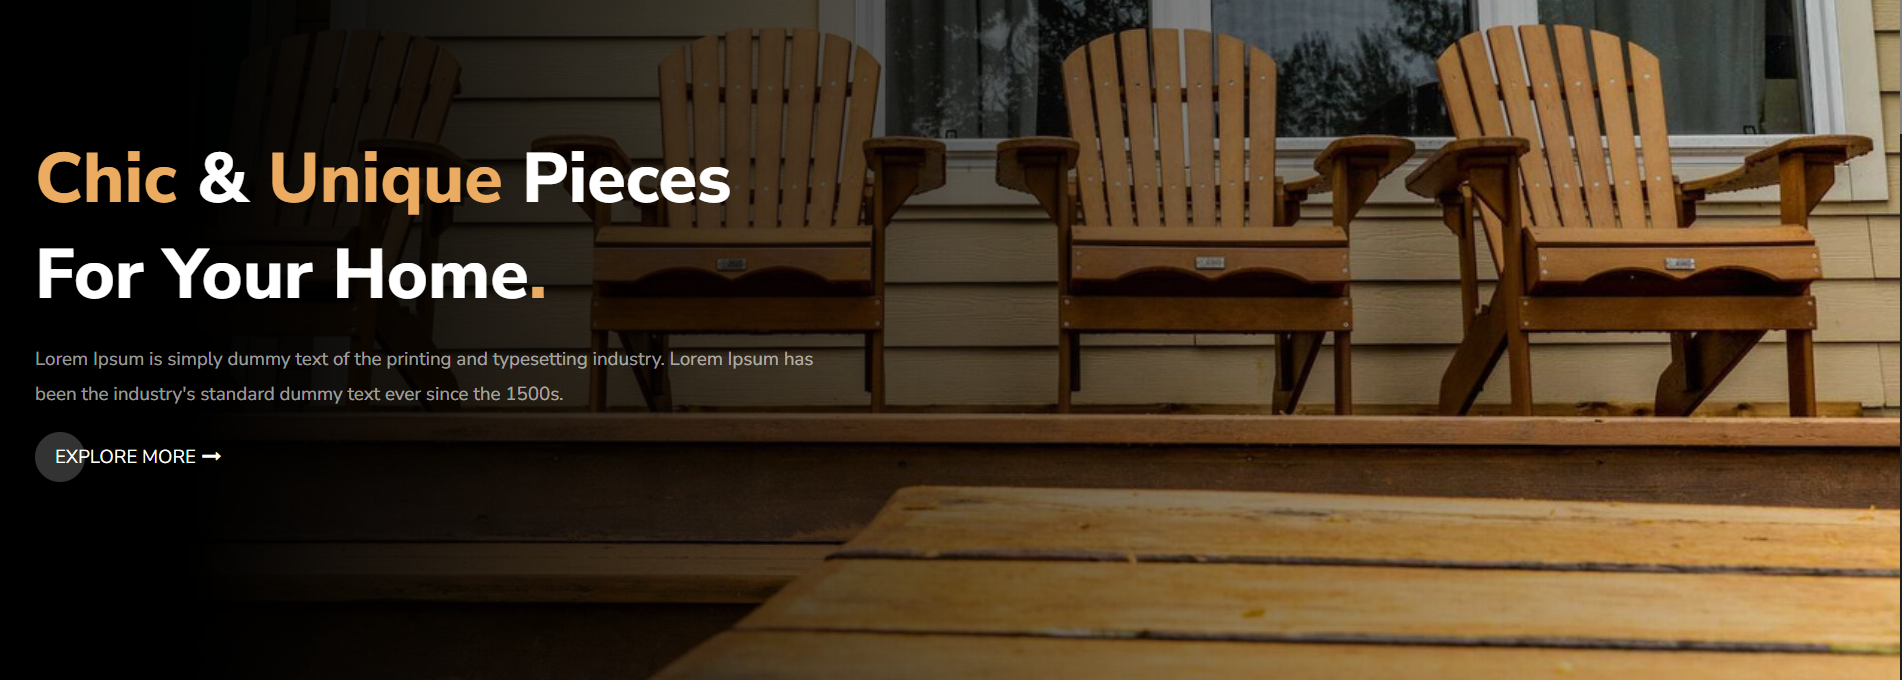 Chic & Unique Pieces
For Your Home.
Lorem Ipsum is simply dummy text of the printing and typesetting industry. Lorem Ipsum has
been the industry's standard dummy text ever since the 1500s.
EXPLORE MORE →